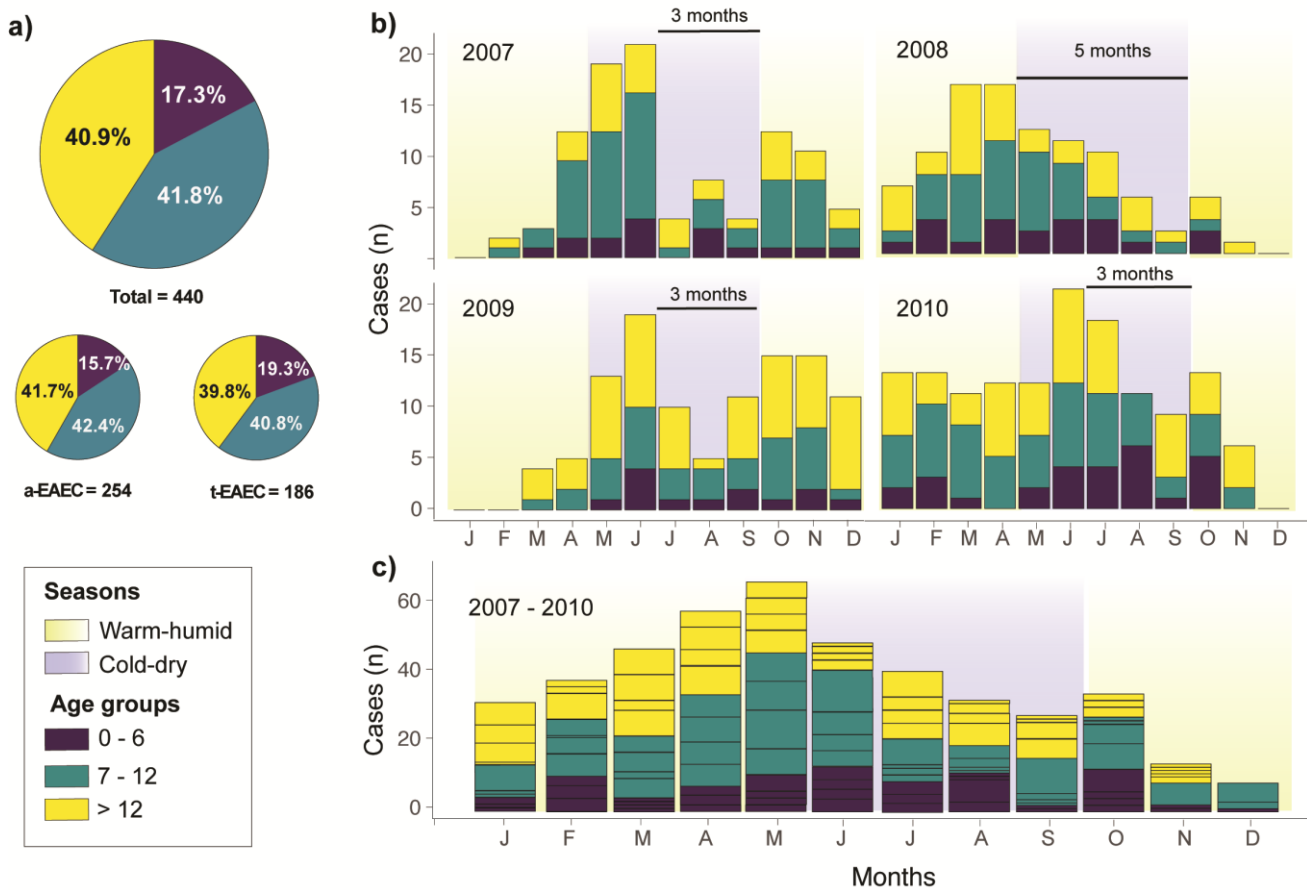 a)
17.3%
40.9%
41.8%
Total = 440
15.7%
41.7%
42.4%
a-EAEC = 254
19.3%
39.8%
40.8%
t-EAEC = 186
Seasons
Warm-humid
Cold-dry
Age groups
0 - 6
7 - 12
> 12
b)
Cases (n)
2007
3 months
20
15
10
5
2008
5 months
2009
3 months
20
15
10
5
0
J F M A M J J A S O N D
2010
3 months
J F M A M J J A S O N D
c)
2007 - 2010
Cases (n)
60
40
20
0
J F M A M J J A S O N D
Months